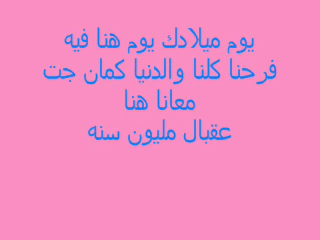 يوم ميلادك يوم هنا فيه
فرحنا كلنا والدنيا كمان جت
معانا هنا
عقبال مليون سنه